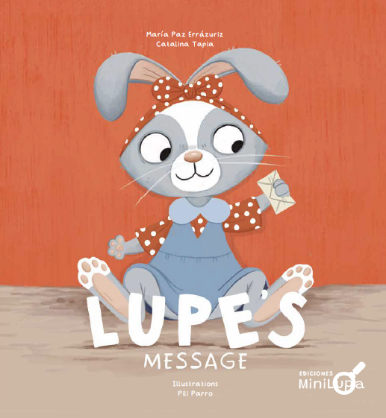 María Paz Errázuriz
Catalina Tapia
LUPE'S
MESSAGE
Illustrations
Pili Parra
EDICIONES
MiniLupa